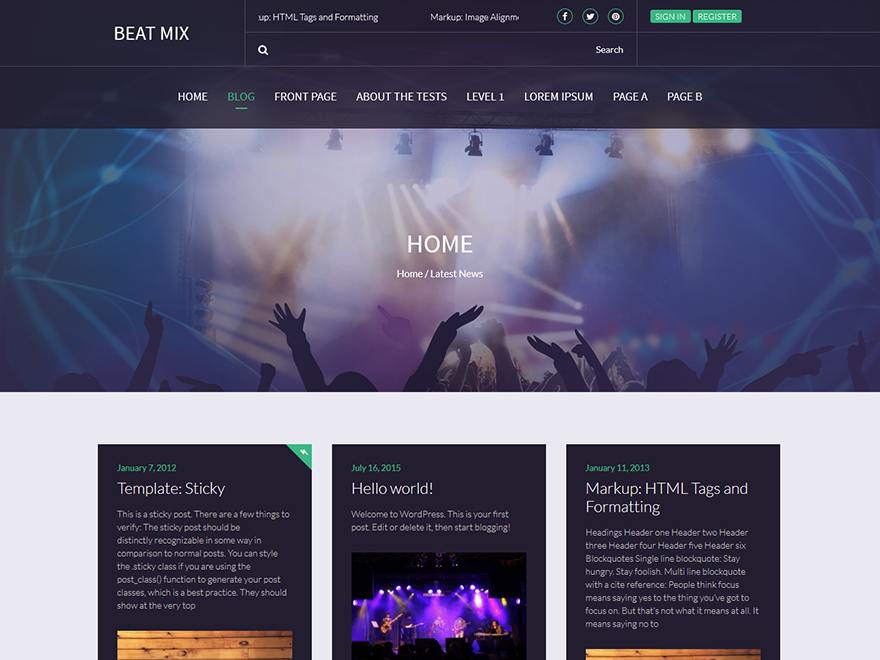 BEAT MIX
up: HTML Tags and Formatting
Markup: Image Alignme
SIGN IN REGISTER
Search
HOME BLOG FRONT PAGE ABOUT THE TESTS LEVEL 1 LOREM IPSUM PAGE A PAGE B
HOME
Home / Latest News
January 7, 2012
Template: Sticky
This is a sticky post. There are a few things to
verify: The sticky post should be
distinctly recognizable in some way in
comparison to normal posts. You can style
the .sticky class if you are using the
post_class() function to generate your post
classes, which is a best practice. They should
show at the very top
July 16, 2015
Hello world!
Welcome to WordPress. This is your first
post. Edit or delete it, then start blogging!
January 11, 2013
Markup: HTML Tags and
Formatting
Headings Header one Header two Header
three Header four Header five Header six
Blockquotes Single line blockquote: Stay
hungry. Stay foolish. Multi line blockquote
with a cite reference: People think focus
means saying yes to the thing you've got to
focus on. But that's not what it means at all. It
means saying no to